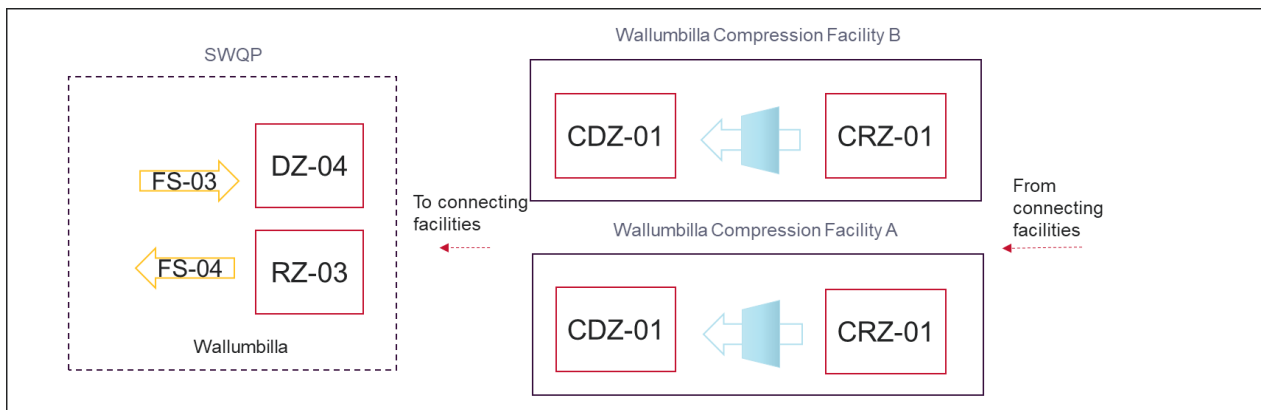 SWQP
FS-03
DZ-04
FS-04
RZ-03
Wallumbilla
To connecting
facilities
Wallumbilla Compression Facility B
CDZ-01
CRZ-01
Wallumbilla Compression Facility A
CDZ-01
CRZ-01
From
connecting
facilities